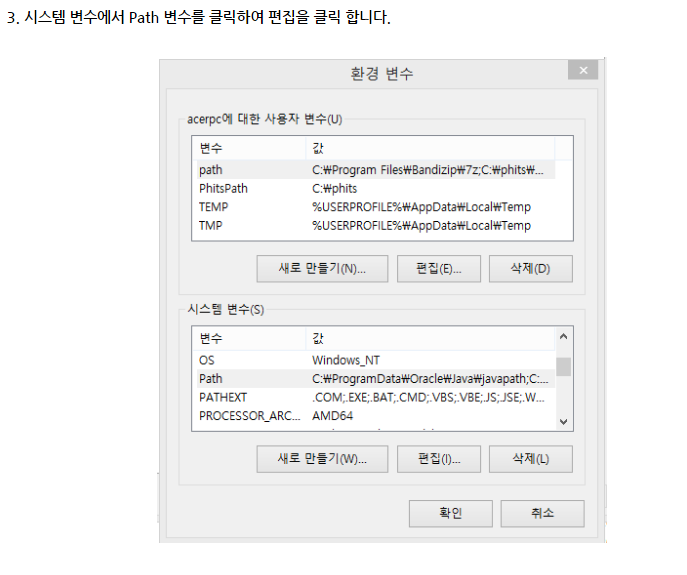 3. 시스템 변수에서 Path 변수를 클릭하여 편집을 클릭 합니다.
환경 변수
acerpc에 대한 사용자 변수(U)
변수 값
path C:₩Program Files₩Bandizip₩7z;C:₩phits₩...
PhitsPath C:₩phits
TEMP %USERPROFILE%₩AppData₩Local₩Temp
TMP %USERPROFILE%₩AppData₩Local₩Temp
새로 만들기(N)... 편집(E)... 삭제(D)
시스템 변수(S)
변수 값
OS Windows_NT
Path C:₩ProgramData₩Oracle₩Java₩javapath;C:...
PATHEXT .COM;.EXE;.BAT;.CMD;.VBS;.VBE;.JS;.JSE;.W...
PROCESSOR_ARC... AMD64
새로 만들기(W)... 편집(I)... 삭제(L)
확인 취소